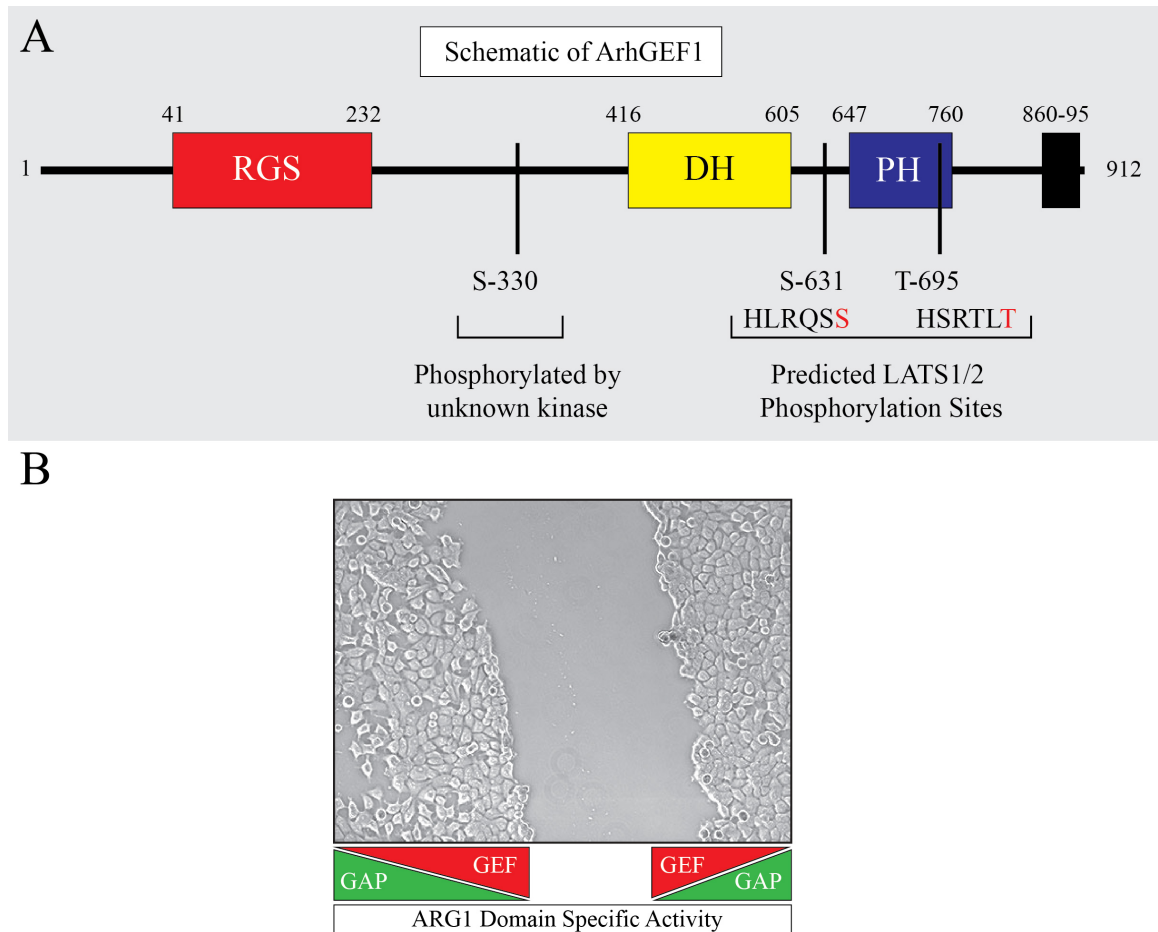 A
Schematic of ArhGEF1
41 232 416 605 647 760 860-95
1 RGS DH PH 912
S-330 S-631 T-695
HLRQSS HSRTLT
Phosphorylated by
unknown kinase
Predicted LATS1/2
Phosphorylation Sites
B
GAP GEF GEF GAP
ARG1 Domain Specific Activity